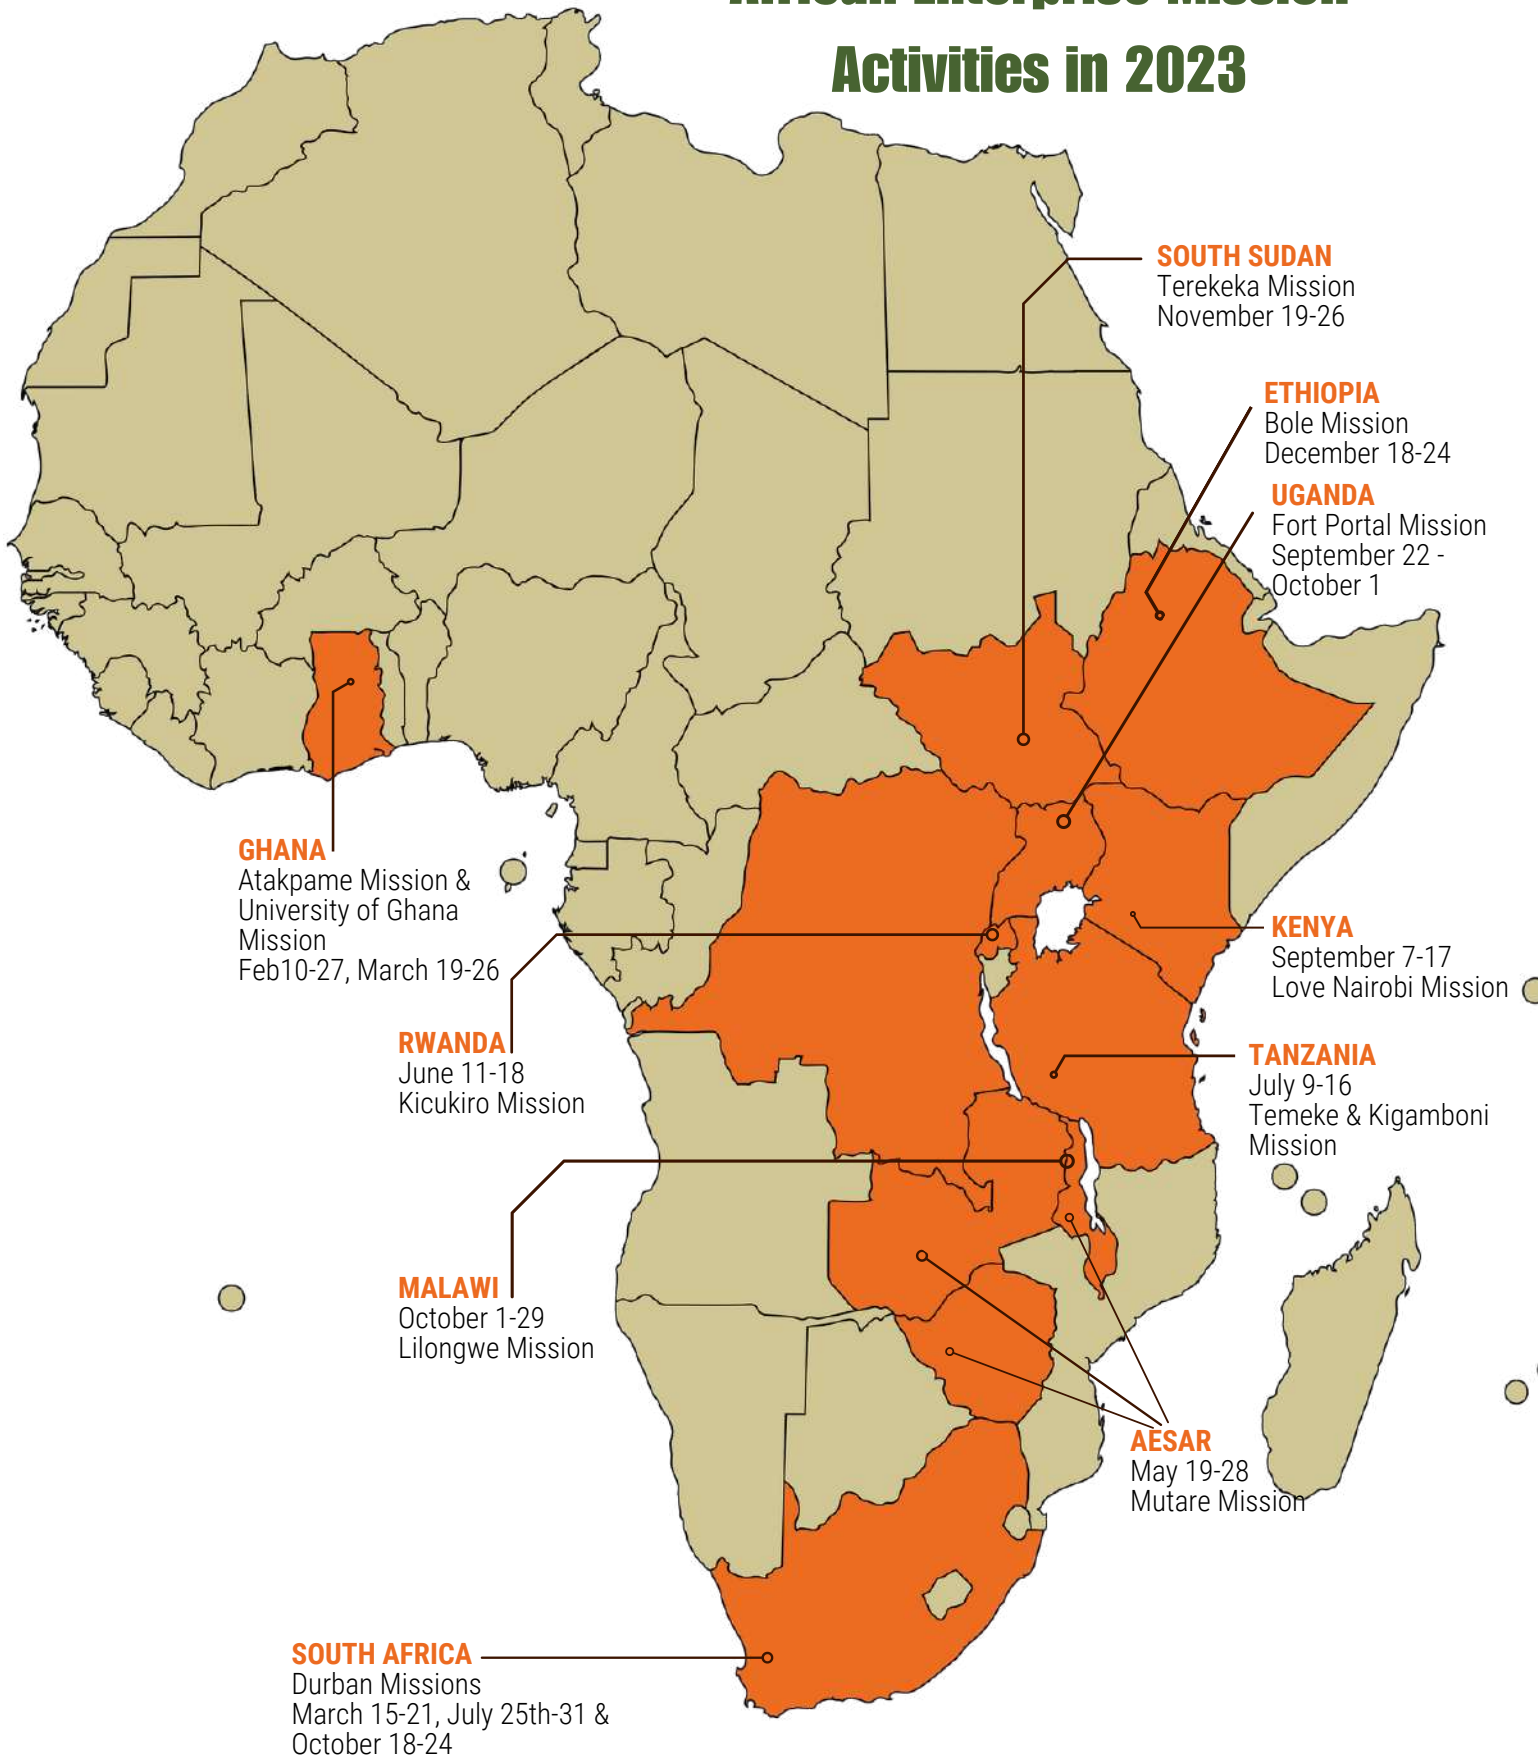 African Enterprise Mission
Activities in 2023
SOUTH SUDAN
Terekeka Mission
November 19-26
ETHIOPIA
Bole Mission
December 18-24
UGANDA
Fort Portal Mission
September 22 -
October 1
GHANA
Atakpame Mission &
University of Ghana
Mission
Feb10-27, March 19-26
KENYA
September 7-17
Love Nairobi Mission
RWANDA
June 11-18
Kicukiro Mission
TANZANIA
July 9-16
Temeke & Kigamboni
Mission
MALAWI
October 1-29
Lilongwe Mission
AESAR
May 19-28
Mutare Mission
SOUTH AFRICA
Durban Missions
March 15-21, July 25th-31 &
October 18-24